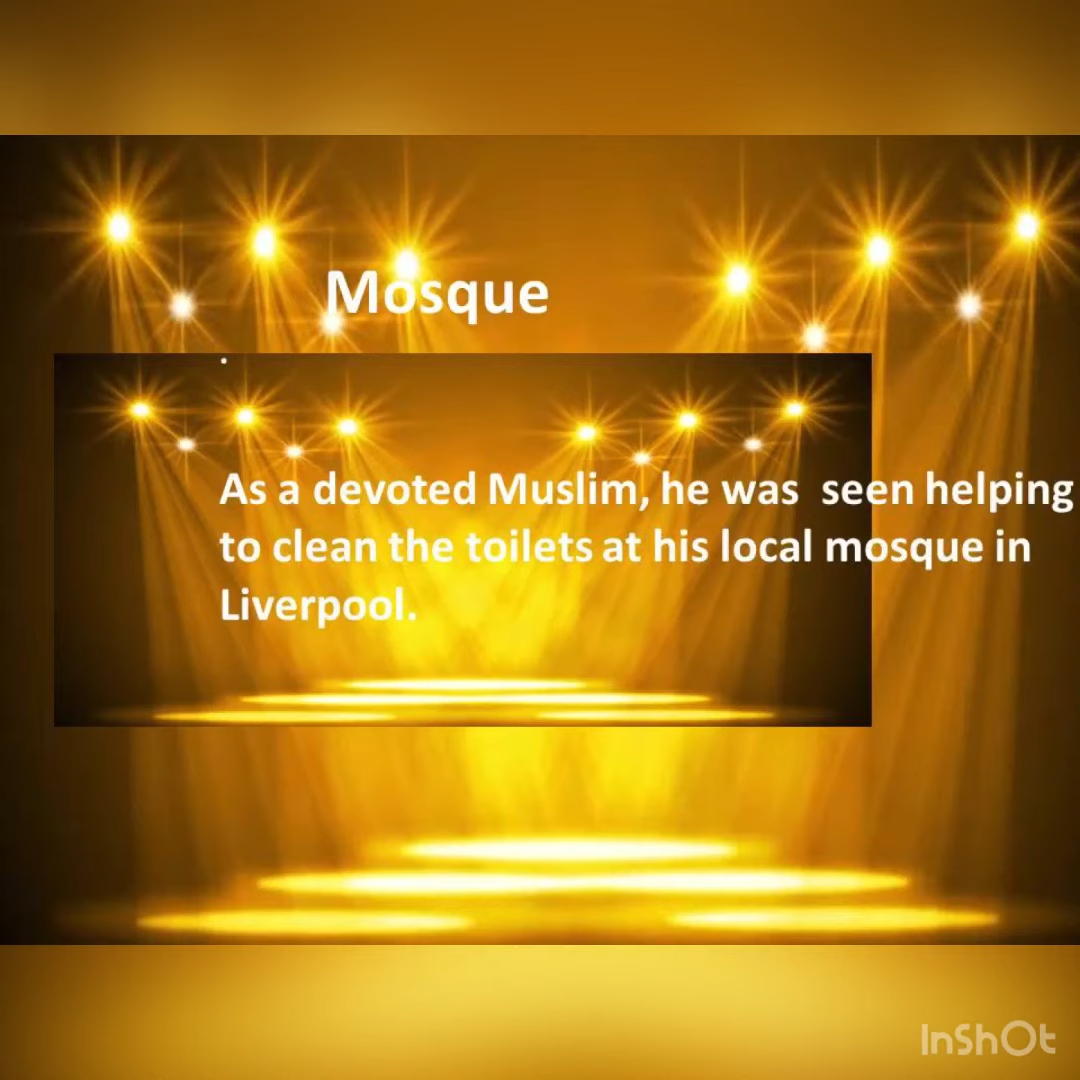 Mosque
.
As a devoted Muslim, he was  seen helping
to clean the toilets at his local mosque in
Liverpool.
InShOt